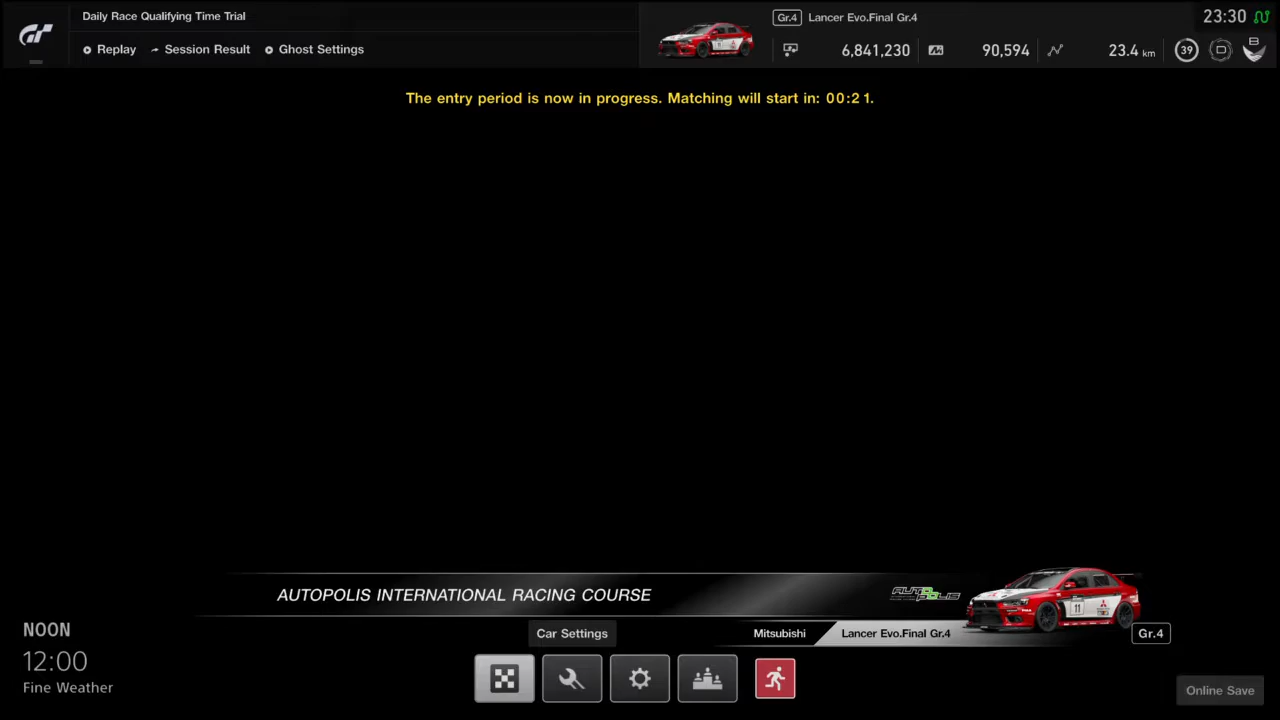 Daily Race Qualifying Time Trial
Replay
Session Result
Ghost Settings
Gr.4
Lancer Evo.Final Gr.4
6,841,230
90,594
23.4 km
23:30
39
D
B
The entry period is now in progress. Matching will start in: 00:21.
AUTOPOLIS INTERNATIONAL RACING COURSE
AUTOPOLIS
11
NOON
12:00
Fine Weather
Car Settings
Mitsubishi
Lancer Evo.Final Gr.4
Gr.4
Online Save